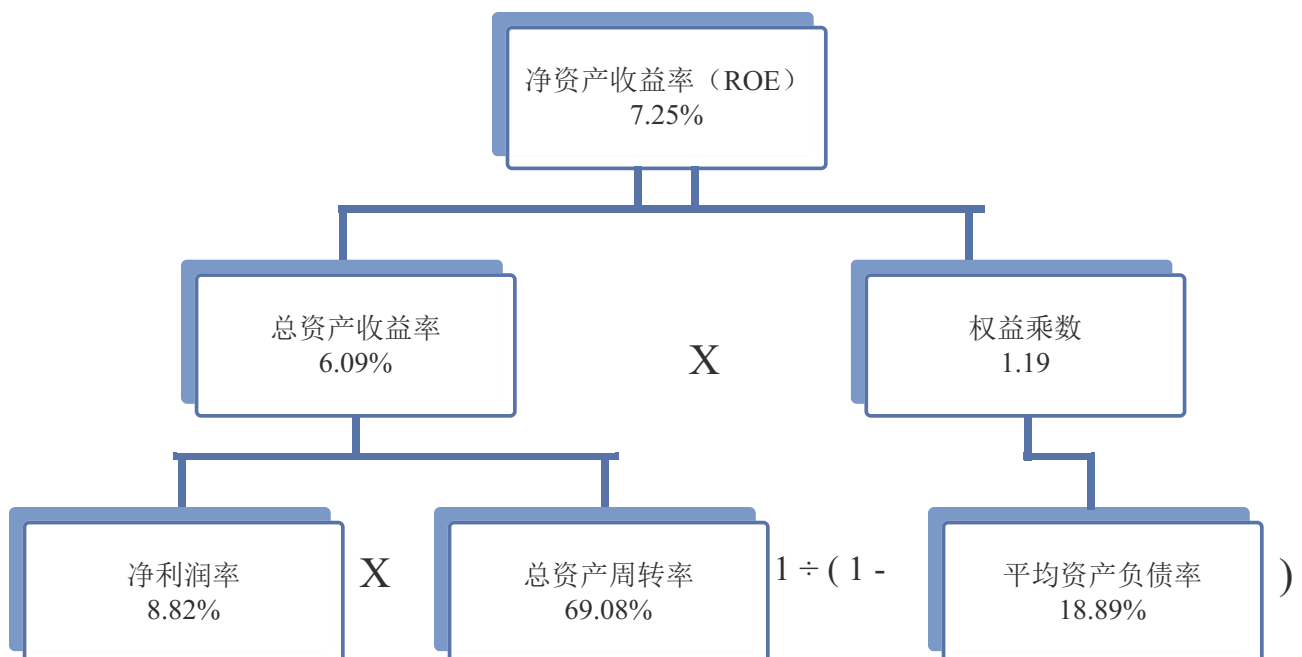 净资产收益率（ROE）
7.25%
总资产收益率
6.09%
X
权益乘数
1.19
净利润率
8.82%
X
总资产周转率
69.08%
1 ÷ ( 1 -
平均资产负债率
18.89%
)